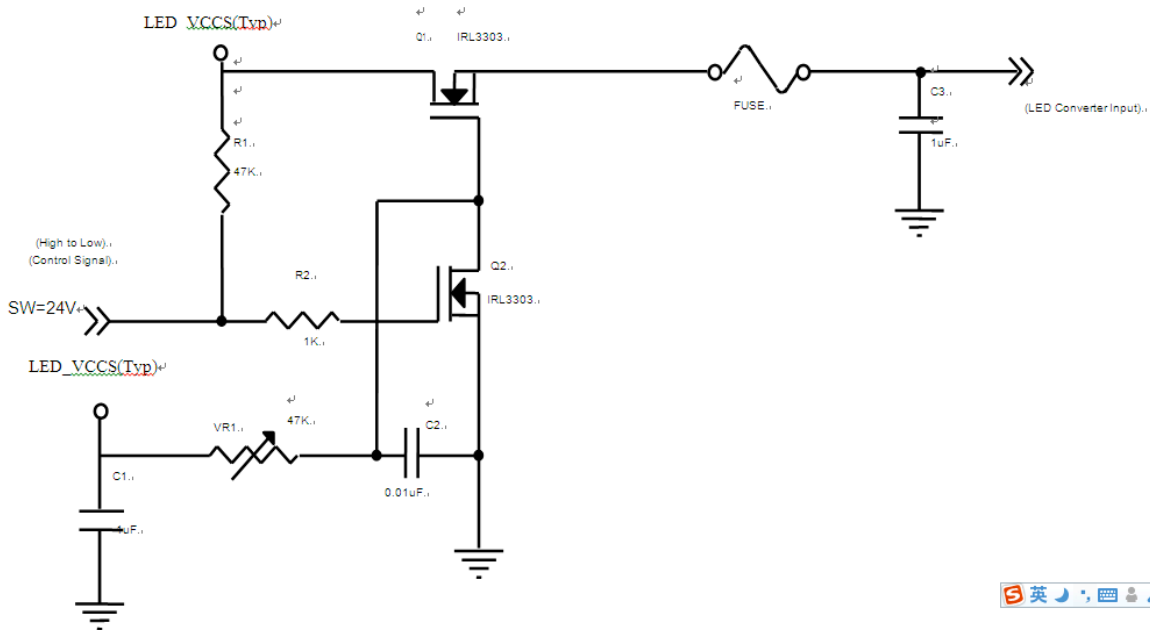 LED_VCCS(Typ)↵
Q1.
IRL3303.
R1.
47K.
FUSE.
C3.
1uF.
(LED Converter Input).
(High to Low).
(Control Signal).
SW=24V↵
R2.
1K.
Q2.
IRL3303.
LED_VCCS(Typ)↵
VR1.
47K.
C2.
0.01uF.
C1.
1uF.
英